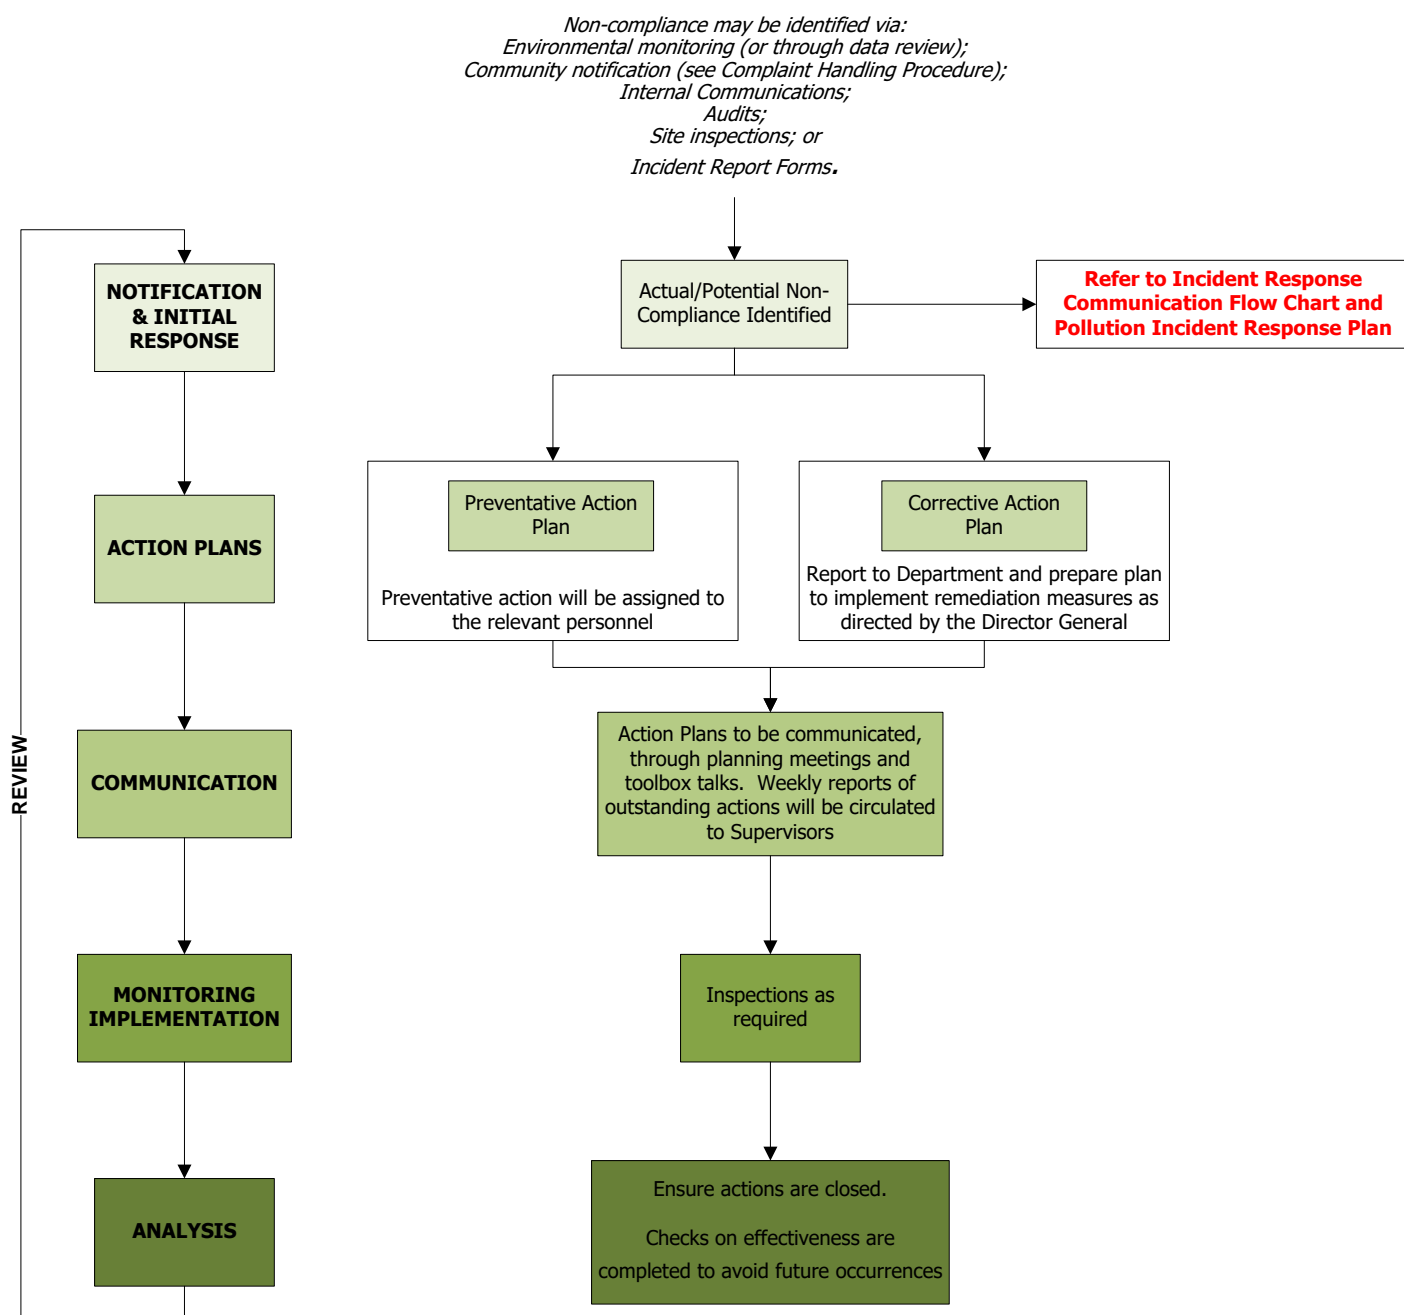 Non-compliance may be identified via:
Environmental monitoring (or through data review);
Community notification (see Complaint Handling Procedure);
Internal Communications;
Audits;
Site inspections; or
Incident Report Forms.
NOTIFICATION
& INITIAL
RESPONSE
Actual/Potential Non-
Compliance Identified
Refer to Incident Response
Communication Flow Chart and
Pollution Incident Response Plan
ACTION PLANS
Preventative Action
Plan
Preventative action will be assigned to
the relevant personnel
Corrective Action
Plan
Report to Department and prepare plan
to implement remediation measures as
directed by the Director General
REVIEW
COMMUNICATION
Action Plans to be communicated,
through planning meetings and
toolbox talks.  Weekly reports of
outstanding actions will be circulated
to Supervisors
MONITORING
IMPLEMENTATION
Inspections as
required
ANALYSIS
Ensure actions are closed.
Checks on effectiveness are
completed to avoid future occurrences